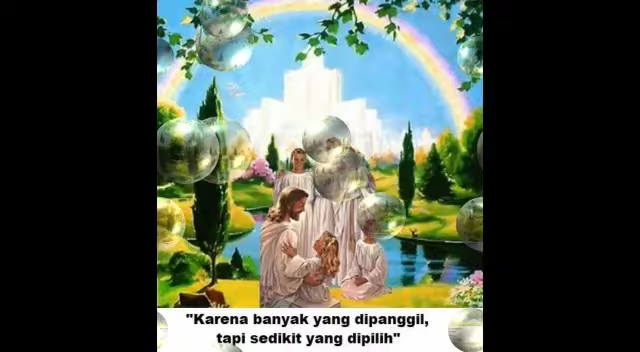 "Karena banyak yang dipanggil,
tapi sedikit yang dipilih"